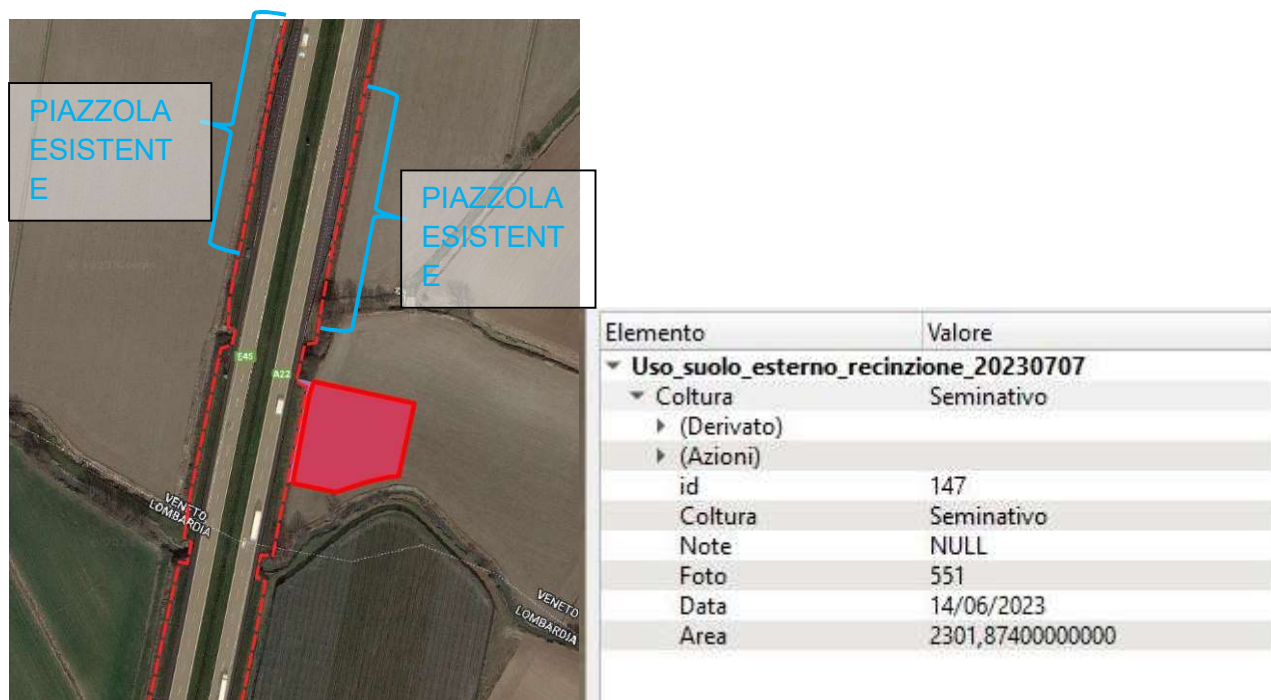 PIAZZOLA
ESISTENT
E
PIAZZOLA
ESISTENT
E
E45
A22
VENETO
LOMBARDIA
VENETO
LOMBARDIA
Elemento Valore
Uso_suolo_esterno_recinzione_20230707
Coltura Seminativo
(Derivato)
(Azioni)
id 147
Coltura Seminativo
Note NULL
Foto 551
Data 14/06/2023
Area 2301,87400000000